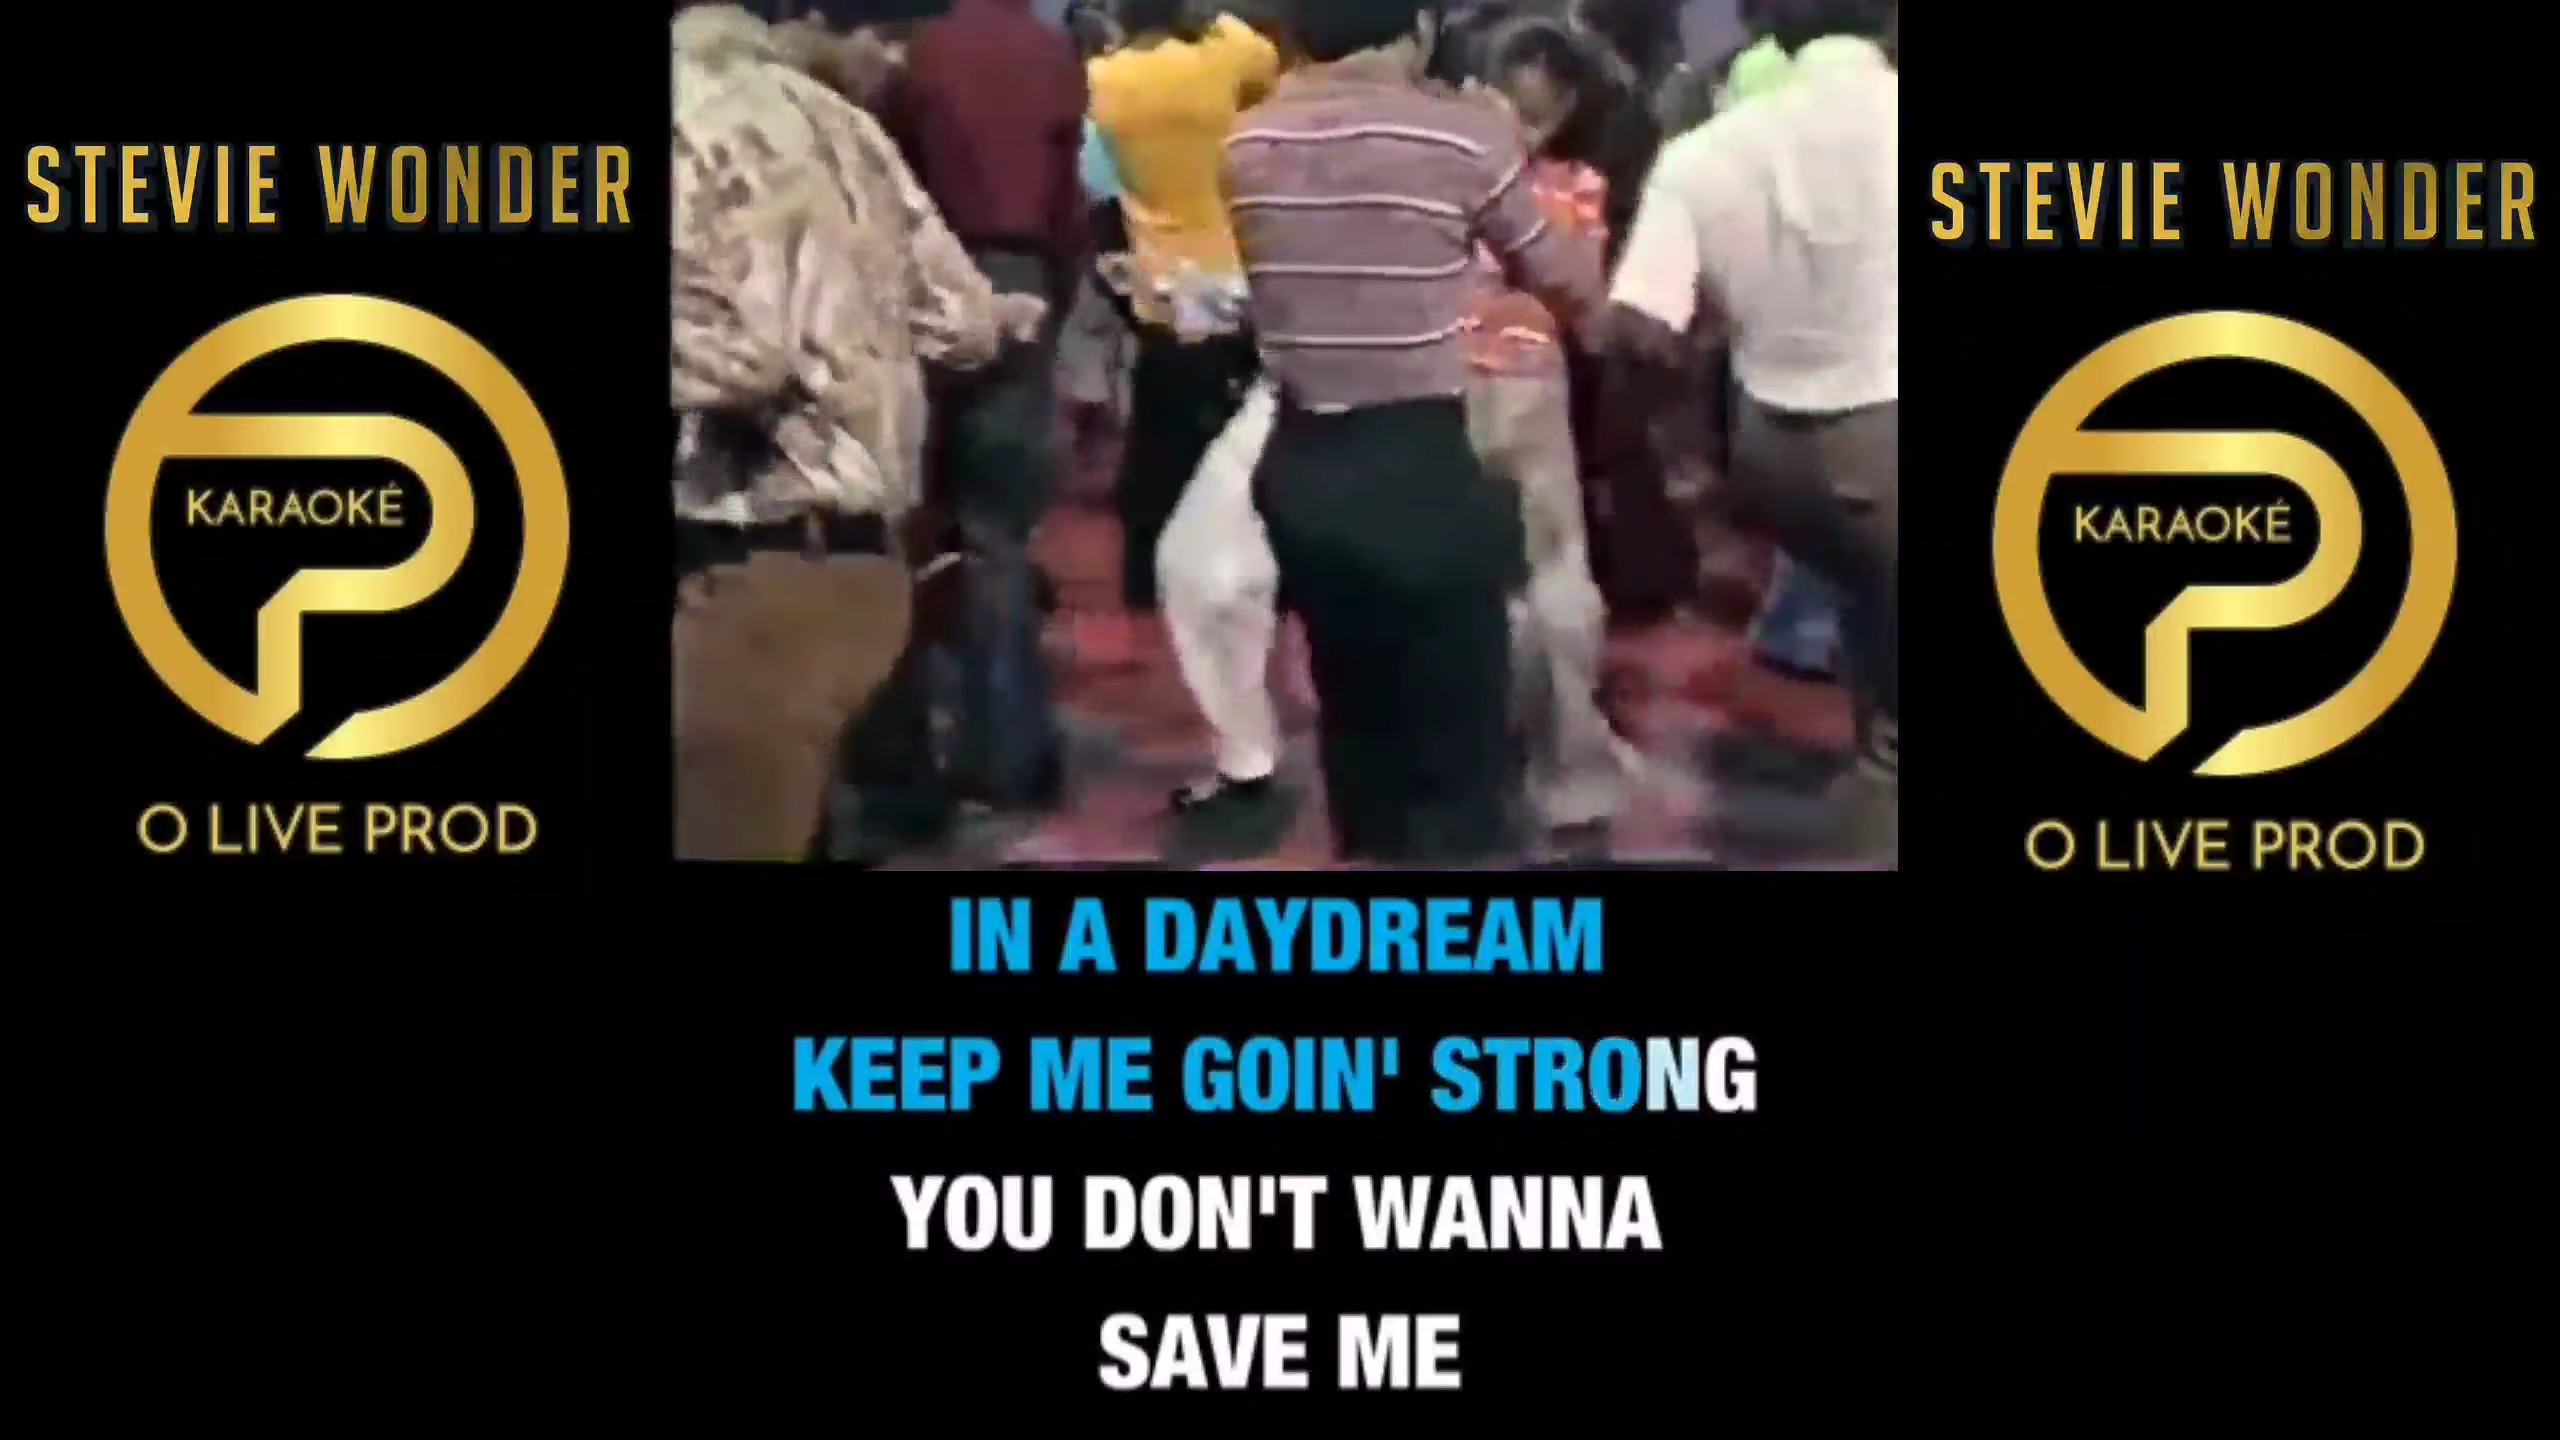 STEVIE WONDER
KARAOKÉ
O LIVE PROD
STEVIE WONDER
KARAOKÉ
O LIVE PROD
IN A DAYDREAM
KEEP ME GOIN' STRONG
YOU DON'T WANNA
SAVE ME